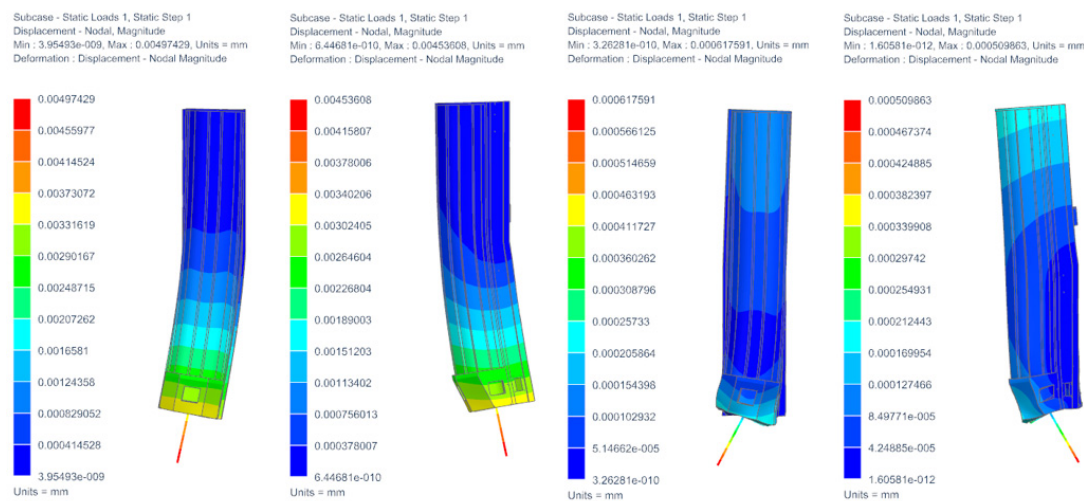 Subcase - Static Loads 1, Static Step 1
Displacement - Nodal, Magnitude
Min : 3.95493e-009, Max : 0.00497429, Units = mm
Deformation : Displacement - Nodal Magnitude
0.00497429
0.00455977
0.00414524
0.00373072
0.00331619
0.00290167
0.00248715
0.00207262
0.0016581
0.00124358
0.000829052
0.000414528
3.95493e-009
Units = mm
Subcase - Static Loads 1, Static Step 1
Displacement - Nodal, Magnitude
Min : 6.44681e-010, Max : 0.00453608, Units = mm
Deformation : Displacement - Nodal Magnitude
0.00453608
0.00415807
0.00378006
0.00340206
0.00302405
0.00264604
0.00226804
0.00189003
0.00151203
0.00113402
0.000756013
0.000378007
6.44681e-010
Units = mm
Subcase - Static Loads 1, Static Step 1
Displacement - Nodal, Magnitude
Min : 3.26281e-010, Max : 0.000617591, Units = mm
Deformation : Displacement - Nodal Magnitude
0.000617591
0.000566125
0.000514659
0.000463193
0.000411727
0.000360262
0.000308796
0.00025733
0.000205864
0.000154398
0.000102932
5.14662e-005
3.26281e-010
Units = mm
Subcase - Static Loads 1, Static Step 1
Displacement - Nodal, Magnitude
Min : 1.60581e-012, Max : 0.000509863, Units = mm
Deformation : Displacement - Nodal Magnitude
0.000509863
0.000467374
0.000424885
0.000382397
0.000339908
0.00029742
0.000254931
0.000212443
0.000169954
0.000127466
8.49771e-005
4.24885e-005
1.60581e-012
Units = mm